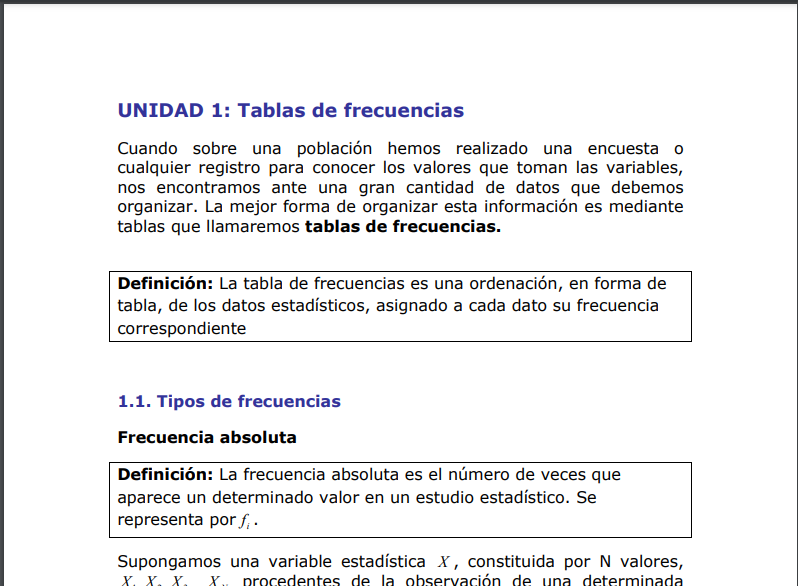 UNIDAD 1: Tablas de frecuencias
Cuando sobre una población hemos realizado una encuesta o
cualquier registro para conocer los valores que toman las variables,
nos encontramos ante una gran cantidad de datos que debemos
organizar. La mejor forma de organizar esta información es mediante
tablas que llamaremos tablas de frecuencias.
Definición: La tabla de frecuencias es una ordenación, en forma de
tabla, de los datos estadísticos, asignado a cada dato su frecuencia
correspondiente
1.1. Tipos de frecuencias
Frecuencia absoluta
Definición: La frecuencia absoluta es el número de veces que
aparece un determinado valor en un estudio estadístico. Se
representa por fᵢ.
Supongamos una variable estadística X, constituida por N valores,
procedentes de la observación de una determinada